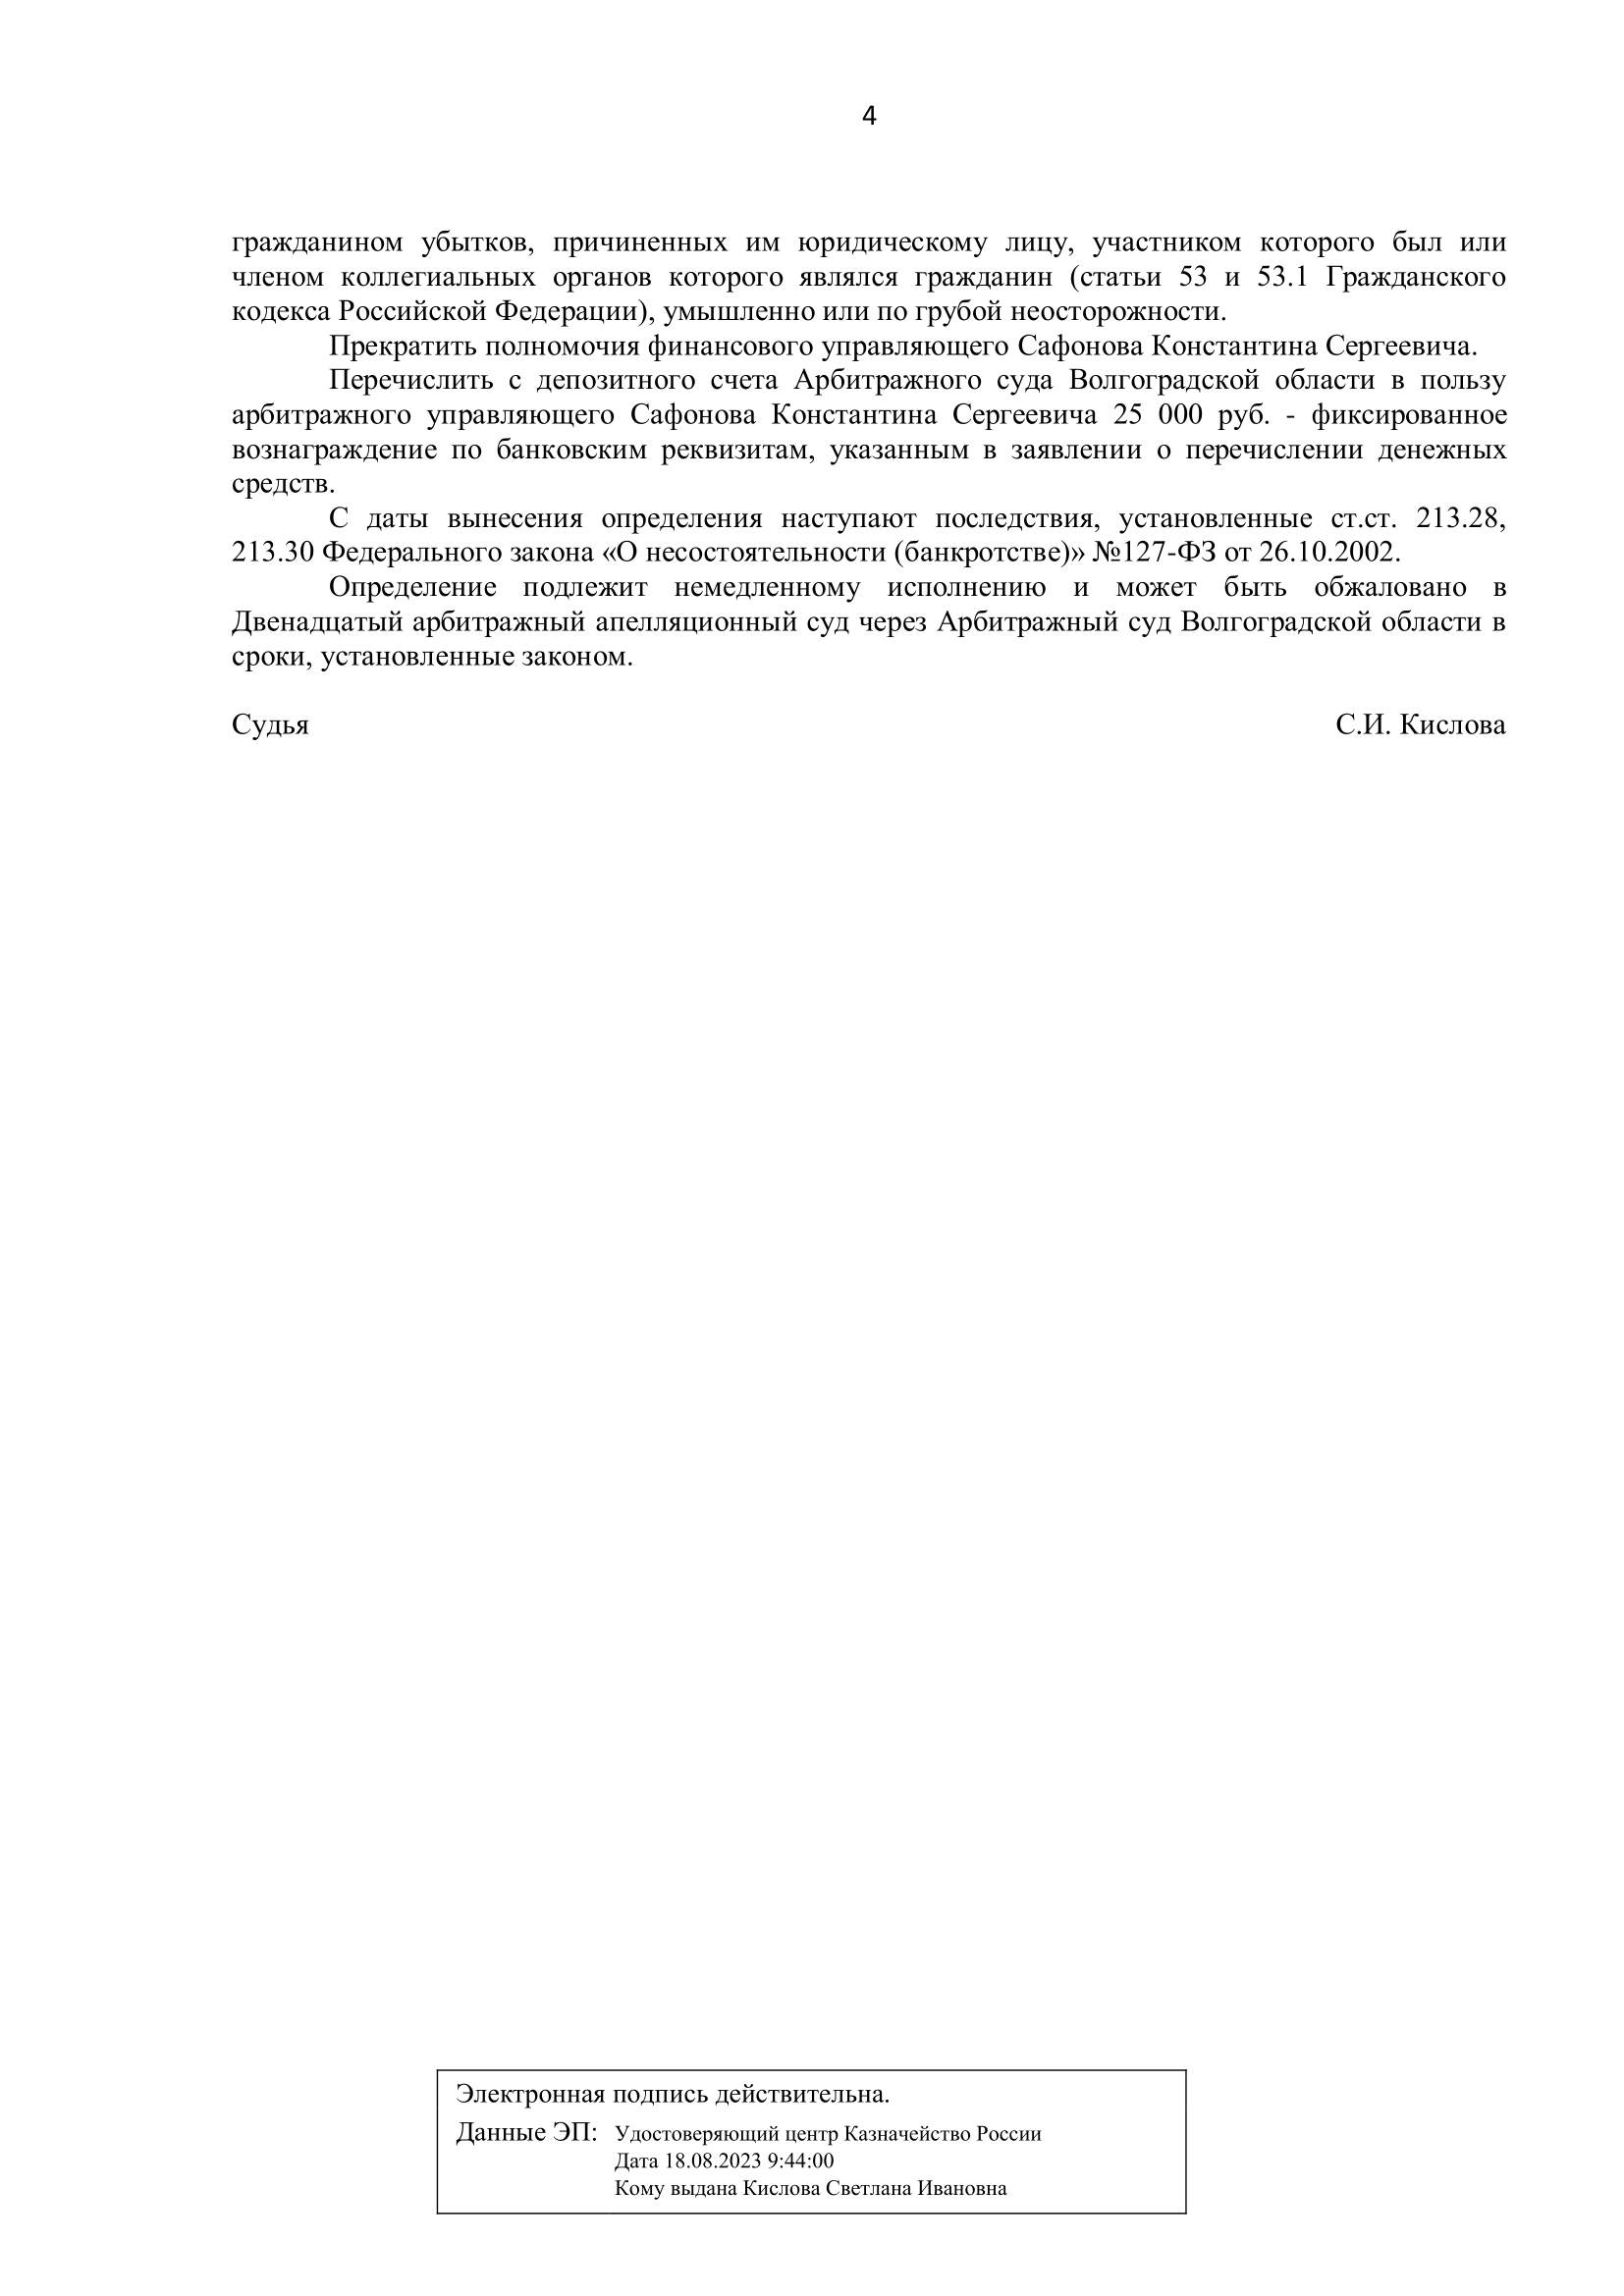 4
гражданином убытков, причиненных им юридическому лицу, участником которого был или
членом коллегиальных органов которого являлся гражданин (статьи 53 и 53.1 Гражданского
кодекса Российской Федерации), умышленно или по грубой неосторожности.
Прекратить полномочия финансового управляющего Сафонова Константина Сергеевича.
Перечислить с депозитного счета Арбитражного суда Волгоградской области в пользу
арбитражного управляющего Сафонова Константина Сергеевича 25 000 руб. - фиксированное
вознаграждение по банковским реквизитам, указанным в заявлении о перечислении денежных
средств.
С даты вынесения определения наступают последствия, установленные ст.ст. 213.28,
213.30 Федерального закона «О несостоятельности (банкротстве)» №127-ФЗ от 26.10.2002.
Определение подлежит немедленному исполнению и может быть обжаловано в
Двенадцатый арбитражный апелляционный суд через Арбитражный суд Волгоградской области в
сроки, установленные законом.
Судья С.И. Кислова
Электронная подпись действительна.
Данные ЭП: Удостоверяющий центр Казначейство России
Дата 18.08.2023 9:44:00
Кому выдана Кислова Светлана Ивановна